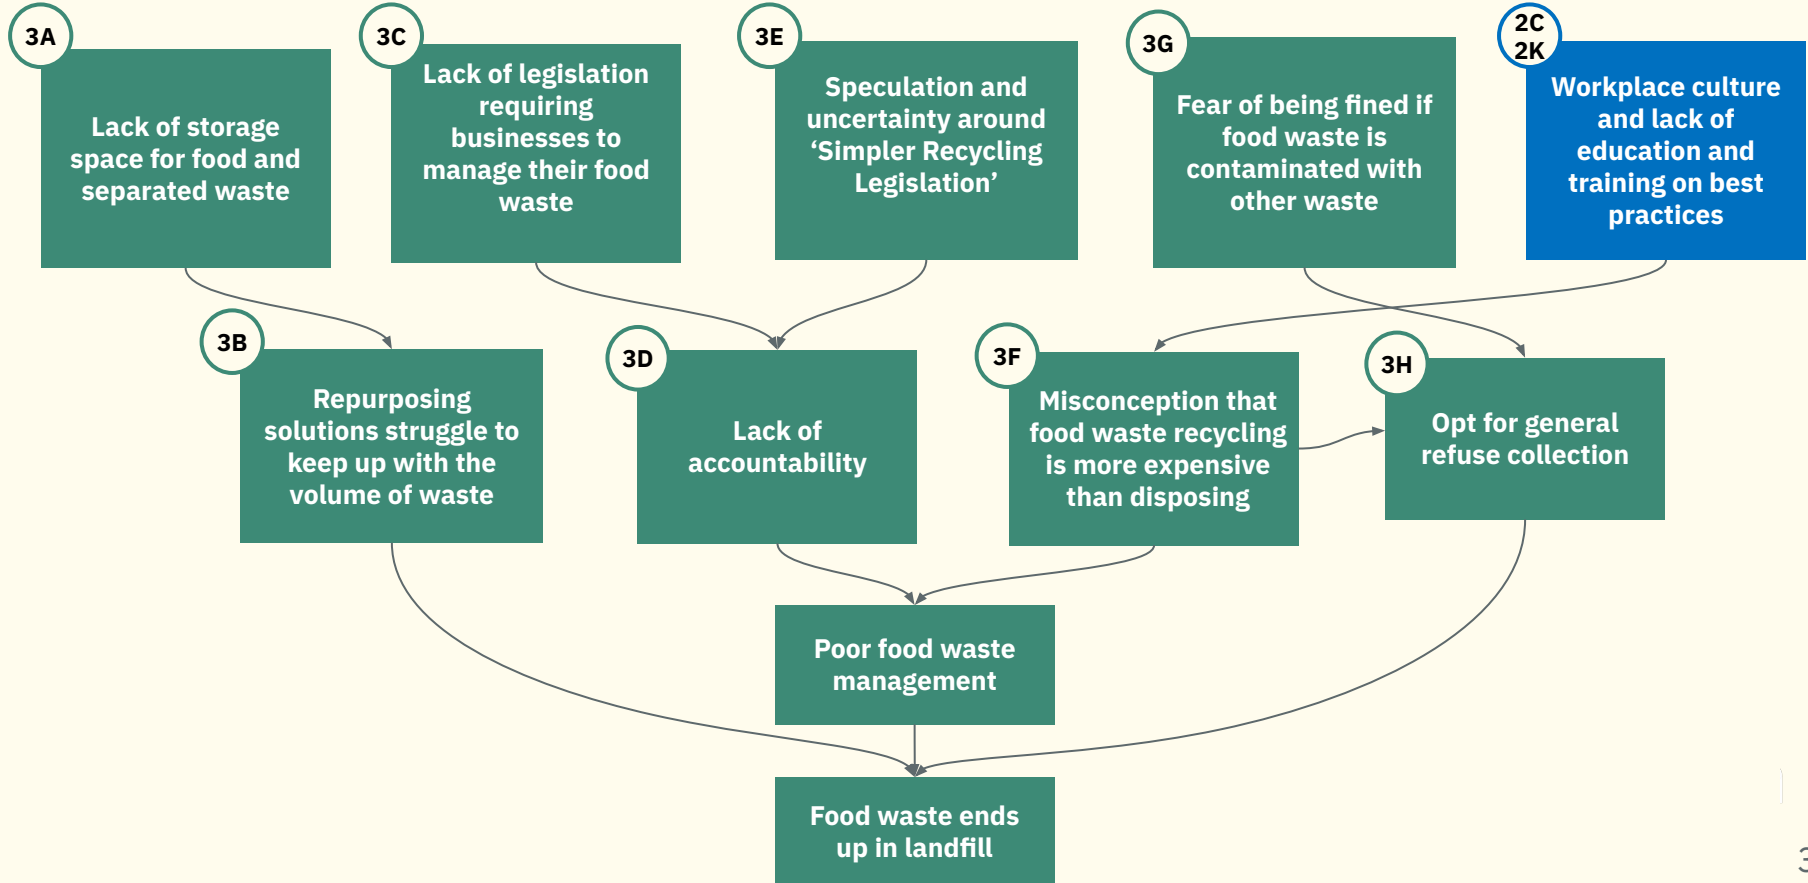 3A
Lack of storage
space for food and
separated waste
3C
Lack of legislation
requiring
businesses to
manage their food
waste
3E
Speculation and
uncertainty around
‘Simpler Recycling
Legislation’
3G
Fear of being fined if
food waste is
contaminated with
other waste
2C
2K
Workplace culture
and lack of
education and
training on best
practices
3B
Repurposing
solutions struggle to
keep up with the
volume of waste
3D
Lack of
accountability
3F
Misconception that
food waste recycling
is more expensive
than disposing
3H
Opt for general
refuse collection
Poor food waste
management
Food waste ends
up in landfill